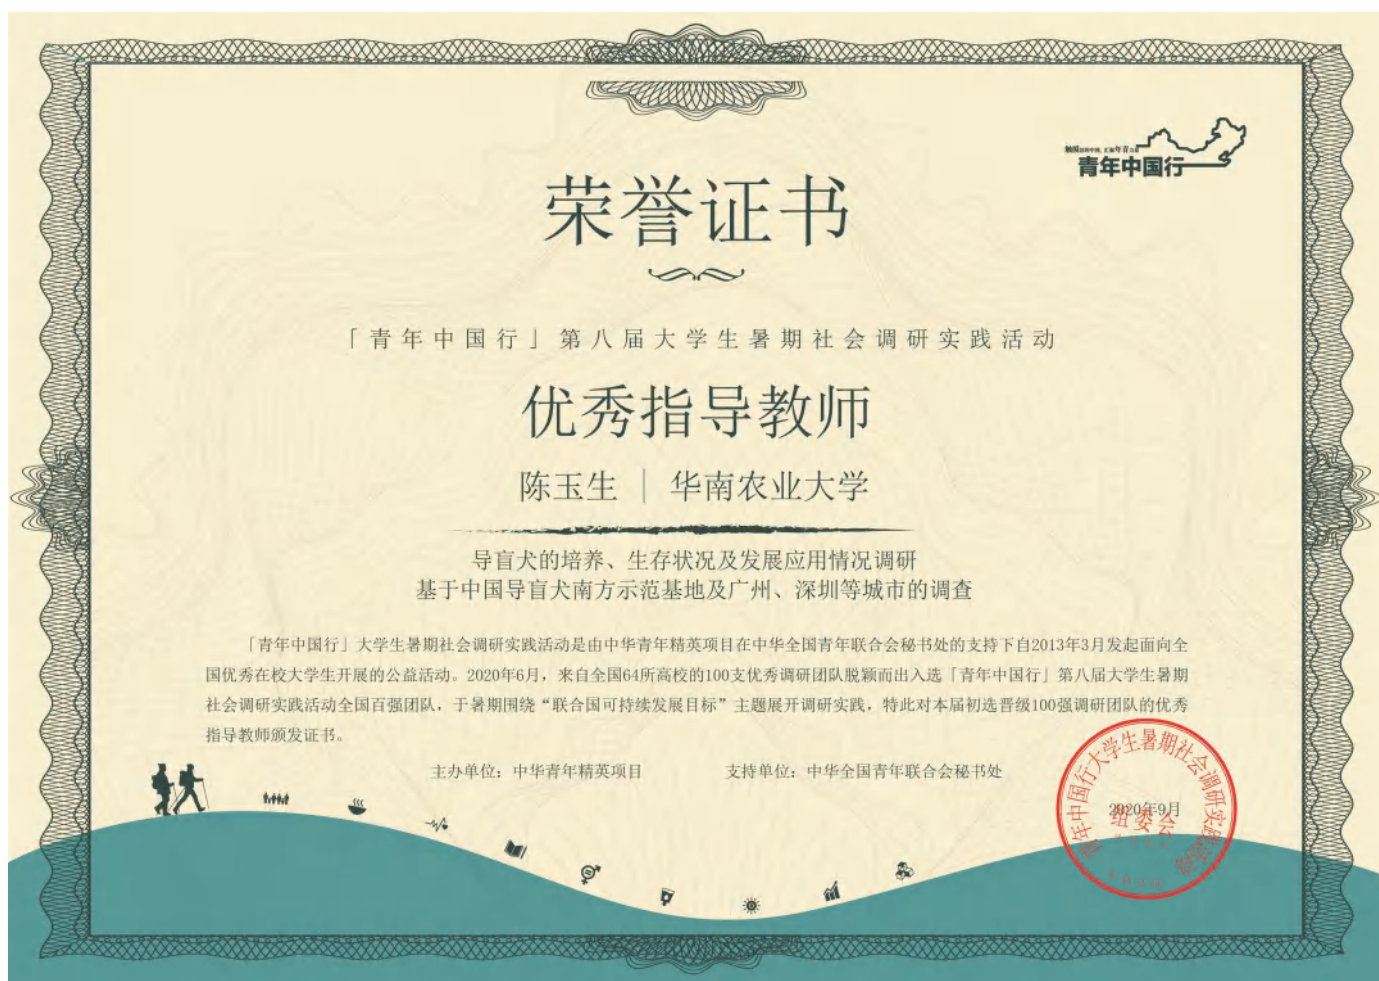 青年中国行
荣誉证书
「青年中国行」第八届大学生暑期社会调研实践活动
优秀指导教师
陈玉生｜华南农业大学
导盲犬的培养、生存状况及发展应用情况调研
基于中国导盲犬南方示范基地及广州、深圳等城市的调查
「青年中国行」大学生暑期社会调研实践活动是由中华青年精英项目在中华全国青年联合会秘书处的支持下自2013年3月发起面向全
国优秀在校大学生开展的公益活动。2020年6月，来自全国64所高校的100支优秀调研团队脱颖而出入选「青年中国行」第八届大学生暑期
社会调研实践活动全国百强团队，于暑期围绕“联合国可持续发展目标”主题展开调研实践，特此对本届初选晋级100强调研团队的优秀
指导教师颁发证书。
主办单位：中华青年精英项目 支持单位：中华全国青年联合会秘书处
青年中国行大学生暑期社会调研实践活动
2020年9月
组委会